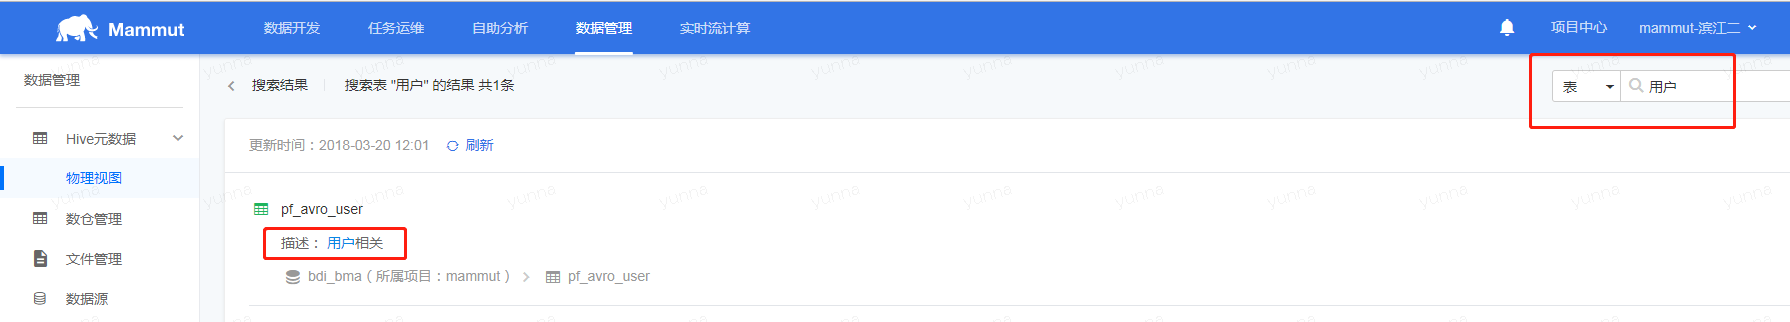 Mammut 数据开发 任务运维 自助分析 数据管理 实时流计算 项目中心 mammut-滨江二
数据管理
搜索结果 搜索表 "用户" 的结果 共1条
表 用户
Hive元数据
物理视图
数仓管理
文件管理
数据源
更新时间：2018-03-20 12:01 刷新
pf_avro_user
描述： 用户相关
bdi_bma（所属项目：mammut） pf_avro_user
yunna